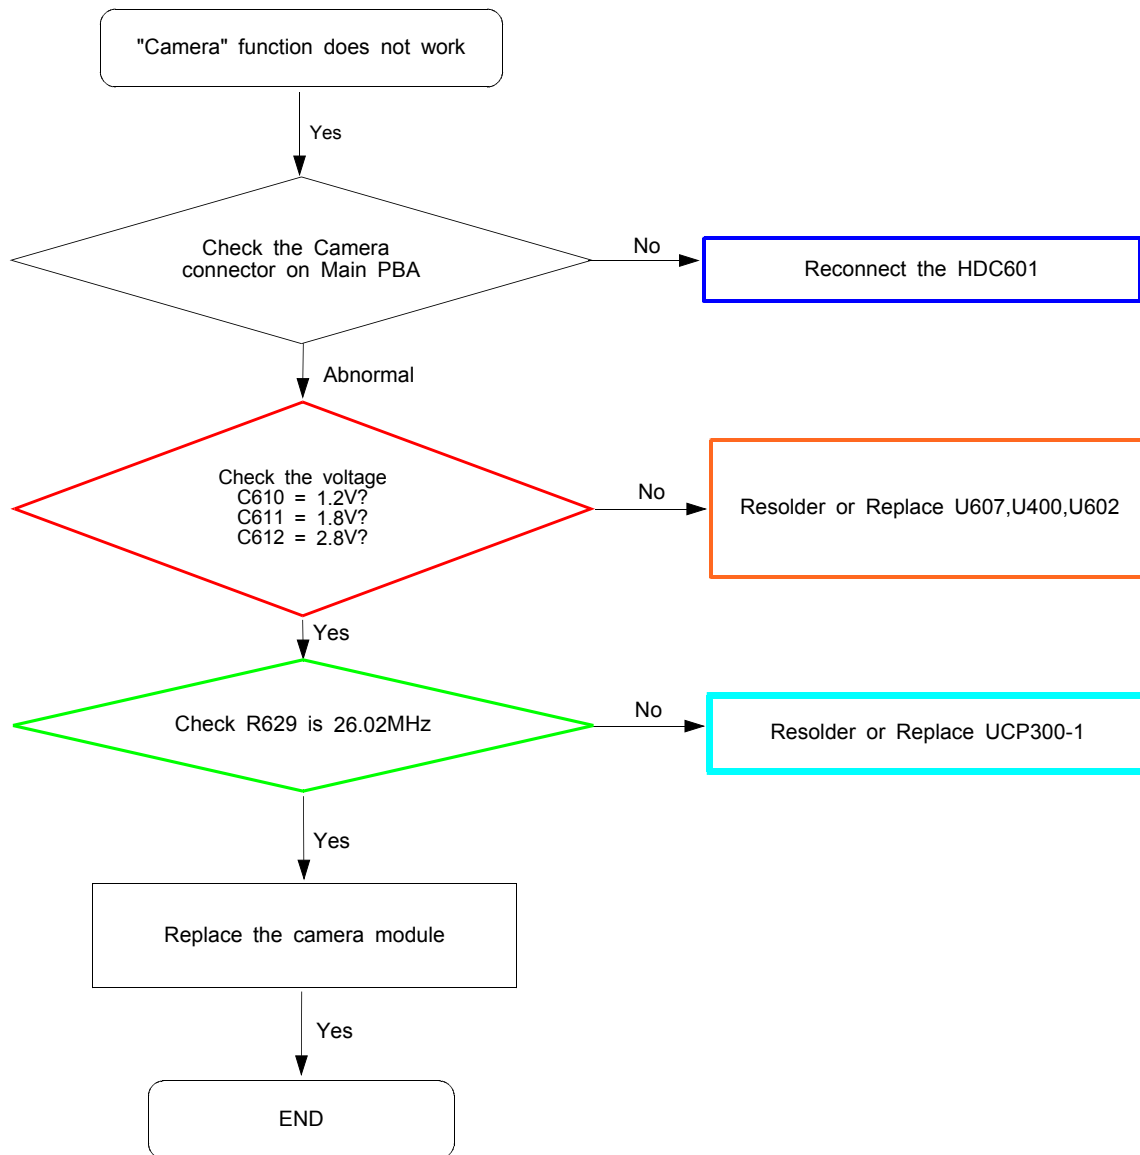 "Camera" function does not work
Yes
Check the Camera
connector on Main PBA
No
Reconnect the HDC601
Abnormal
Check the voltage
C610 = 1.2V?
C611 = 1.8V?
C612 = 2.8V?
No
Resolder or Replace U607,U400,U602
Yes
Check R629 is 26.02MHz
No
Resolder or Replace UCP300-1
Yes
Replace the camera module
Yes
END